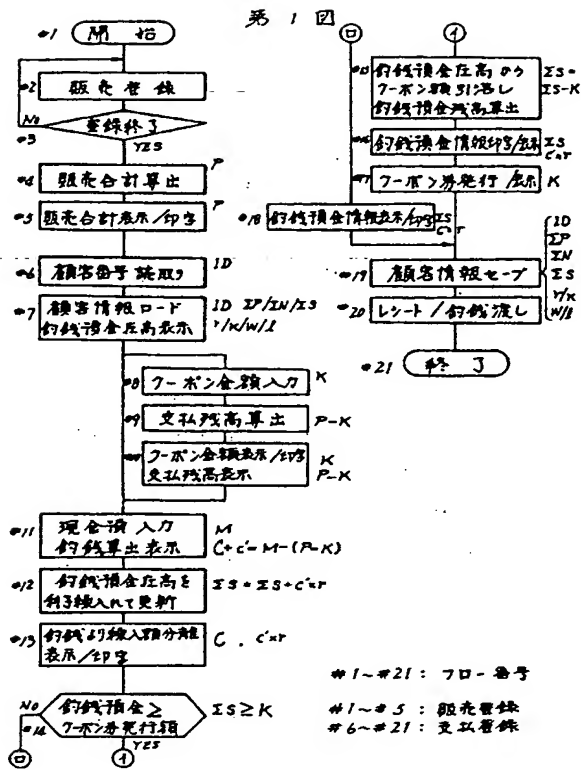 第1回
#1 開始
#2 販売登録
NO
#3 登録終了
YES
#4 販売合計算出 P
#5 販売合計表示/印字 P
#6 顧客番号読取り ID
#7 顧客情報ロード ID ΣP/ΣN/ΣS
釣銭預金在高表示 r/K/W/l
#8 クーポン金額入力 K
#9 支払残高算出 P-K
クーポン金額表示/印字 K
支払残高表示 P-K
#11 現金預入力 M
釣銭算出表示 C+c'=M-(P-K)
#12 釣銭預金在高を
利子繰入れて更新 ΣS=ΣS+c'×r
#13 釣銭より繰入額分離
表示/印字 C. c'×r
NO
釣銭預金≥
クーポン券発行額 ΣS≥K
#14
YES
ロ
イ
ロ
イ
釣銭預金在高から ΣS=
クーポン額引落し ΣS-K
釣銭預金残高算出
#16 釣銭預金情報印字/表示 ΣS
c'×r
#17 クーポン券発行/表示 K
#18 釣銭預金情報表示/印字 ΣS
c'×r
#19 顧客情報セーブ
ID
ΣP
ΣN
ΣS
r/K
W/l
#20 レシート/釣銭渡し
#21 終了
#1~#21: フロー番号
#1~#5: 販売登録
#6~#21: 支払登録